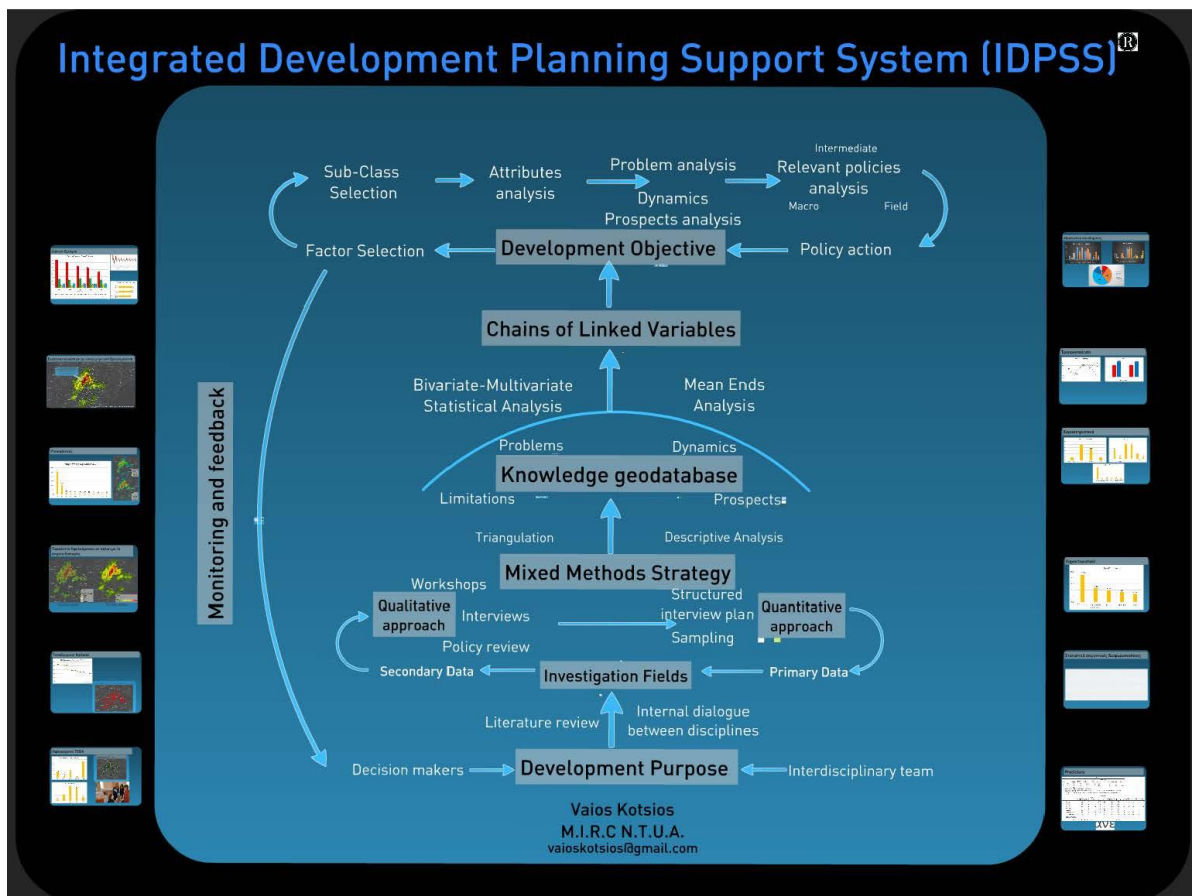 Integrated Development Planning Support System (IDPSS)®
Intermediate
Sub-Class
Selection
Attributes
analysis
Problem analysis
Dynamics
Prospects analysis
Relevant policies
analysis
Macro
Field
Factor Selection
Development Objective
Policy action
Chains of Linked Variables
Bivariate-Multivariate
Statistical Analysis
Mean Ends
Analysis
Problems
Dynamics
Knowledge geodatabase
Limitations
Prospects
Monitoring and feedback
Triangulation
Descriptive Analysis
Mixed Methods Strategy
Workshops
Qualitative
approach
Interviews
Structured
interview plan
Sampling
Quantitative
approach
Policy review
Secondary Data
Investigation Fields
Primary Data
Literature review
Internal dialogue
between disciplines
Decision makers
Development Purpose
Interdisciplinary team
Vaios Kotsios
M.I.R.C N.T.U.A.
vaioskotsios@gmail.com